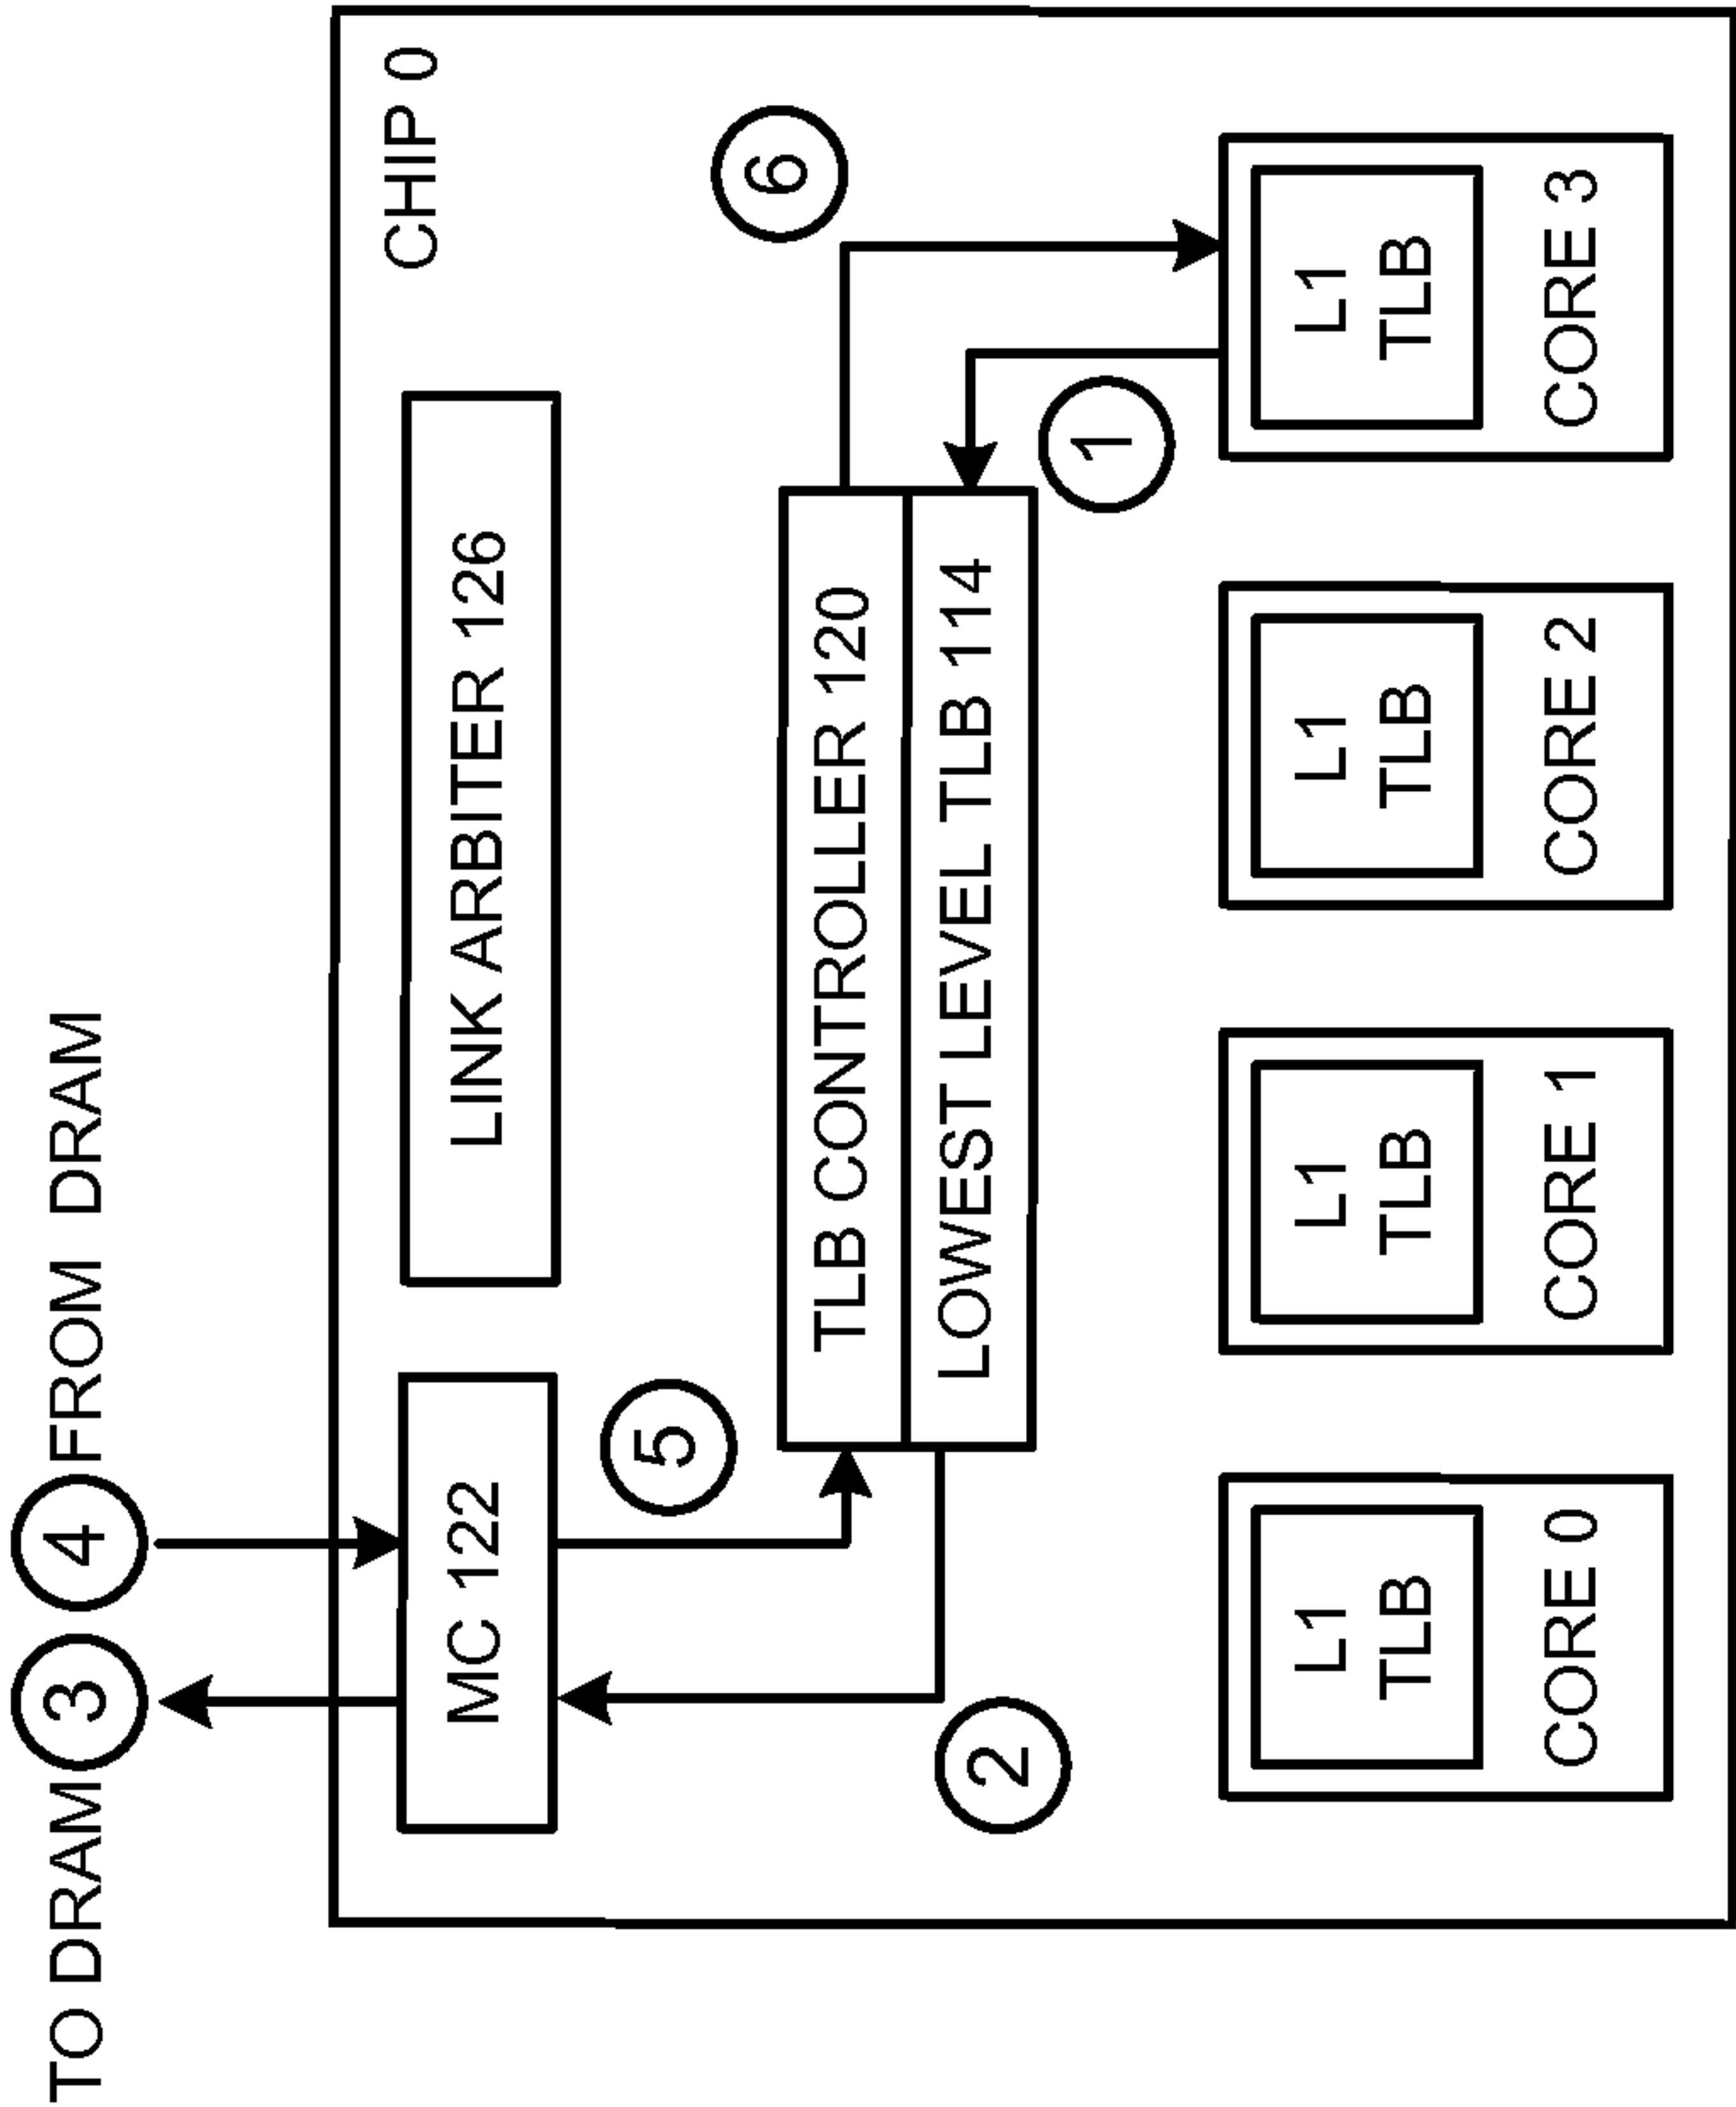 TO DRAM 3 4 FROM DRAM
CHIP 0
MC 122
LINK ARBITER 126
5
6
TLB CONTROLLER 120
LOWEST LEVEL TLB 114
2
1
L1
TLB
CORE 0
L1
TLB
CORE 1
L1
TLB
CORE 2
L1
TLB
CORE 3